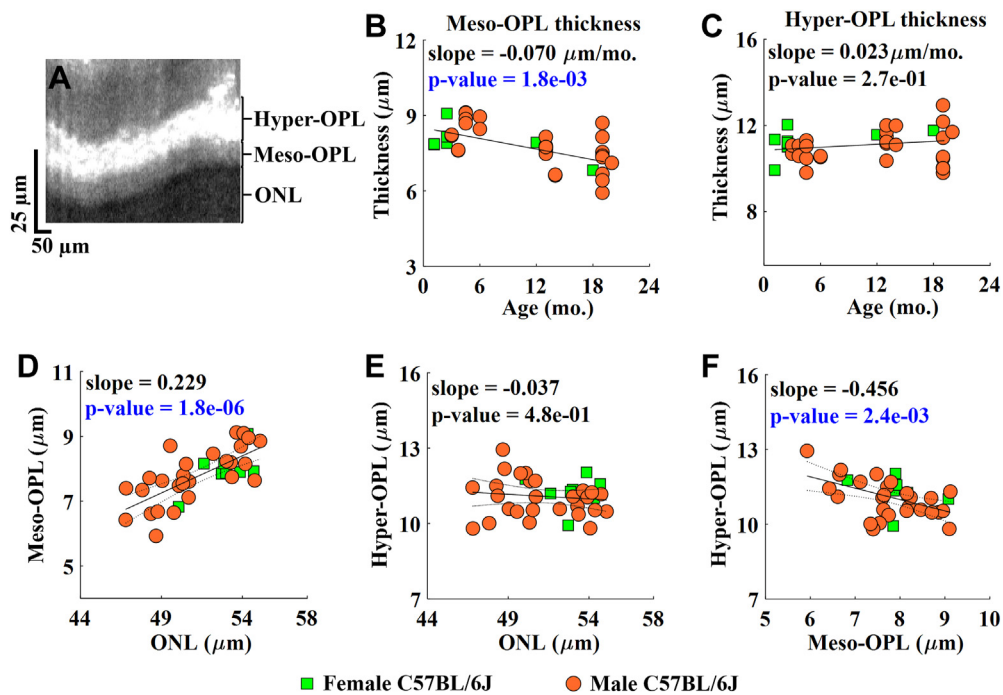 A
Hyper-OPL
Meso-OPL
ONL
25 μm
50 μm
B
Meso-OPL thickness
slope = -0.070 μm/mo.
p-value = 1.8e-03
Thickness (μm)
12
9
6
3
0 6 12 18 24
Age (mo.)
C
Hyper-OPL thickness
slope = 0.023μm/mo.
p-value = 2.7e-01
Thickness (μm)
16
12
8
0 6 12 18 24
Age (mo.)
D
slope = 0.229
p-value = 1.8e-06
Meso-OPL (μm)
11
9
7
5
4
44 49 54 58
ONL (μm)
E
slope = -0.037
p-value = 4.8e-01
Hyper-OPL (μm)
16
13
10
7
44 49 54 58
ONL (μm)
F
slope = -0.456
p-value = 2.4e-03
Hyper-OPL (μm)
16
13
10
7
5 6 7 8 9 10
Meso-OPL (μm)
Female C57BL/6J Male C57BL/6J